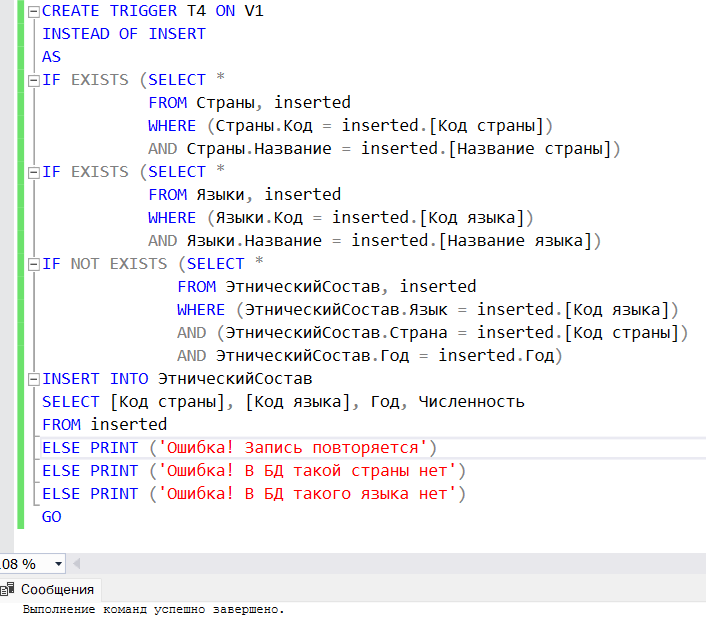 CREATE TRIGGER T4 ON V1
INSTEAD OF INSERT
AS
IF EXISTS (SELECT *
FROM Страны, inserted
WHERE (Страны.Код = inserted.[Код страны])
AND Страны.Название = inserted.[Название страны])
IF EXISTS (SELECT *
FROM Языки, inserted
WHERE (Языки.Код = inserted.[Код языка])
AND Языки.Название = inserted.[Название языка])
IF NOT EXISTS (SELECT *
FROM ЭтническийСостав, inserted
WHERE (ЭтническийСостав.Язык = inserted.[Код языка])
AND (ЭтническийСостав.Страна = inserted.[Код страны])
AND ЭтническийСостав.Год = inserted.Год)
INSERT INTO ЭтническийСостав
SELECT [Код страны], [Код языка], Год, Численность
FROM inserted
ELSE PRINT ('Ошибка! Запись повторяется')
ELSE PRINT ('Ошибка! В БД такой страны нет')
ELSE PRINT ('Ошибка! В БД такого языка нет')
GO
.08 %
Сообщения
Выполнение команд успешно завершено.